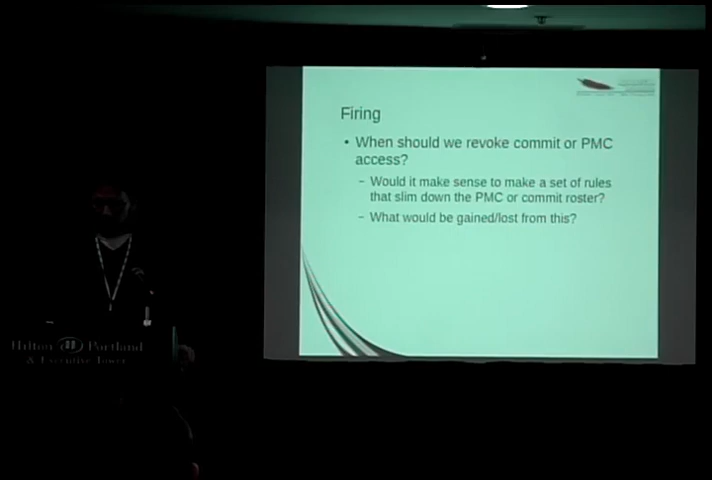 Firing
• When should we revoke commit or PMC
access?
– Would it make sense to make a set of rules
that slim down the PMC or commit roster?
– What would be gained/lost from this?
Hilton Portland
& Executive Tower